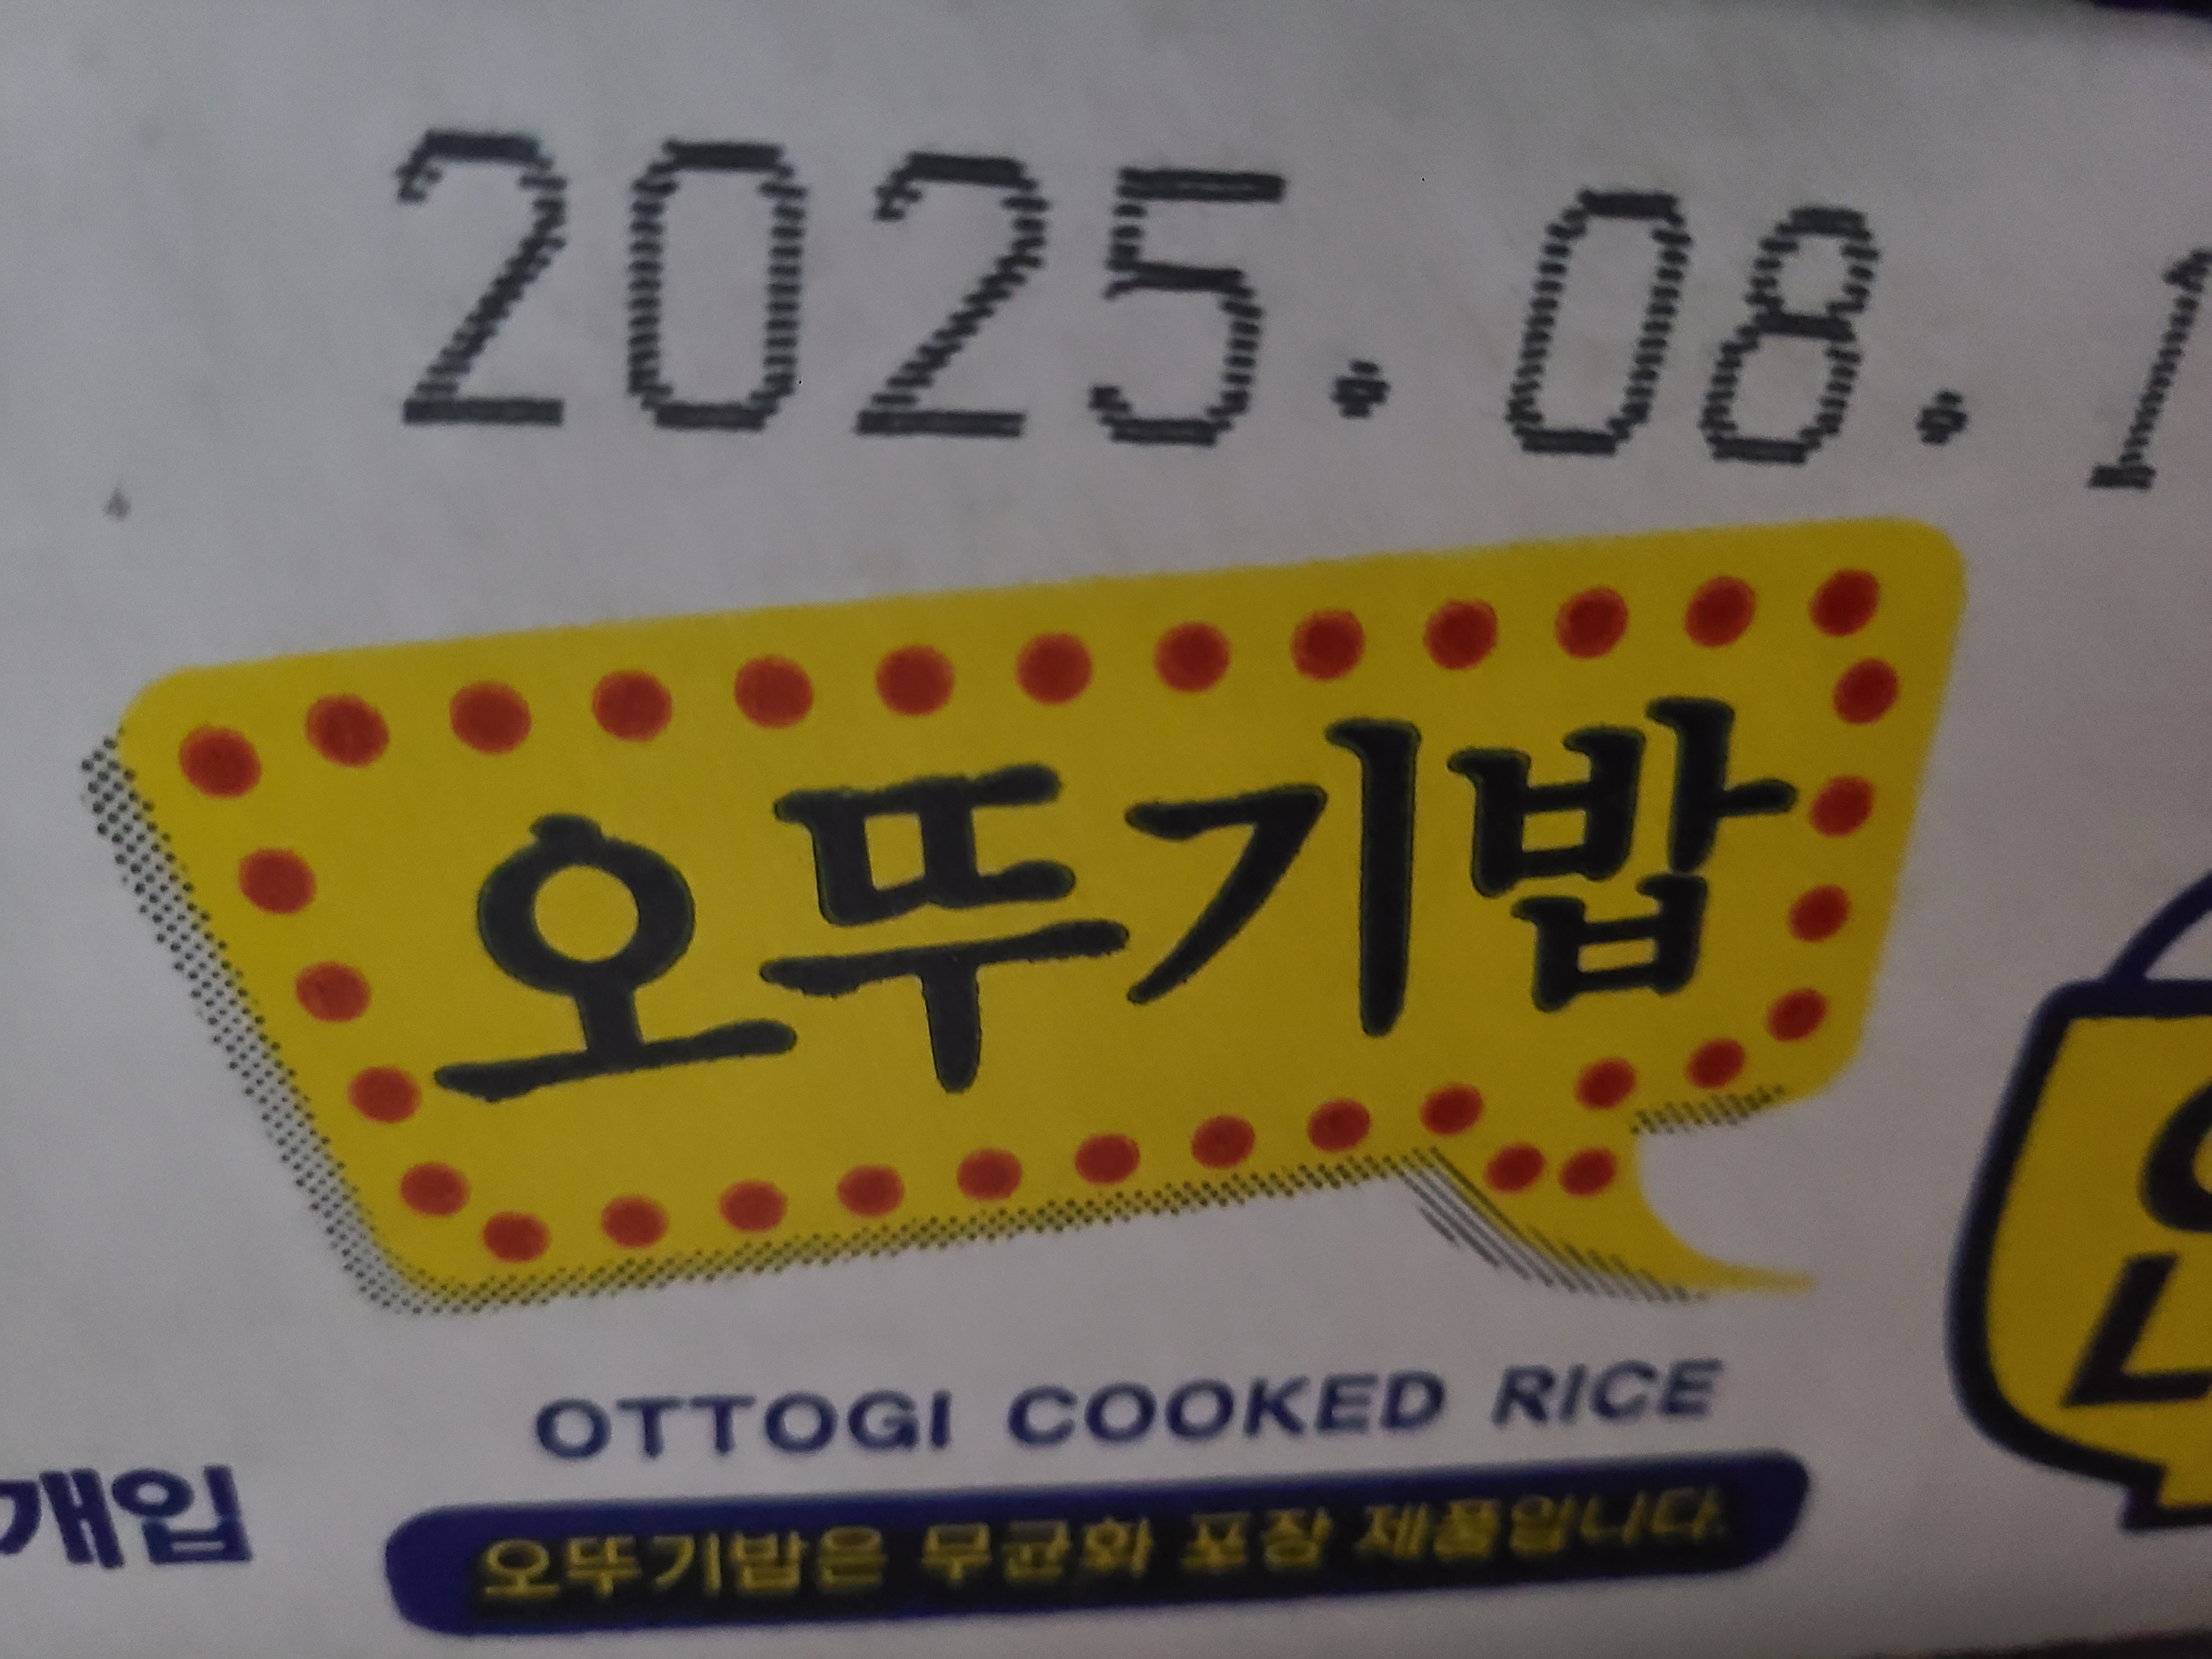 2025.08.1
오뚜기밥
OTTOGI COOKED RICE
개입
오뚜기밥은 무균화 포장 제품입니다.